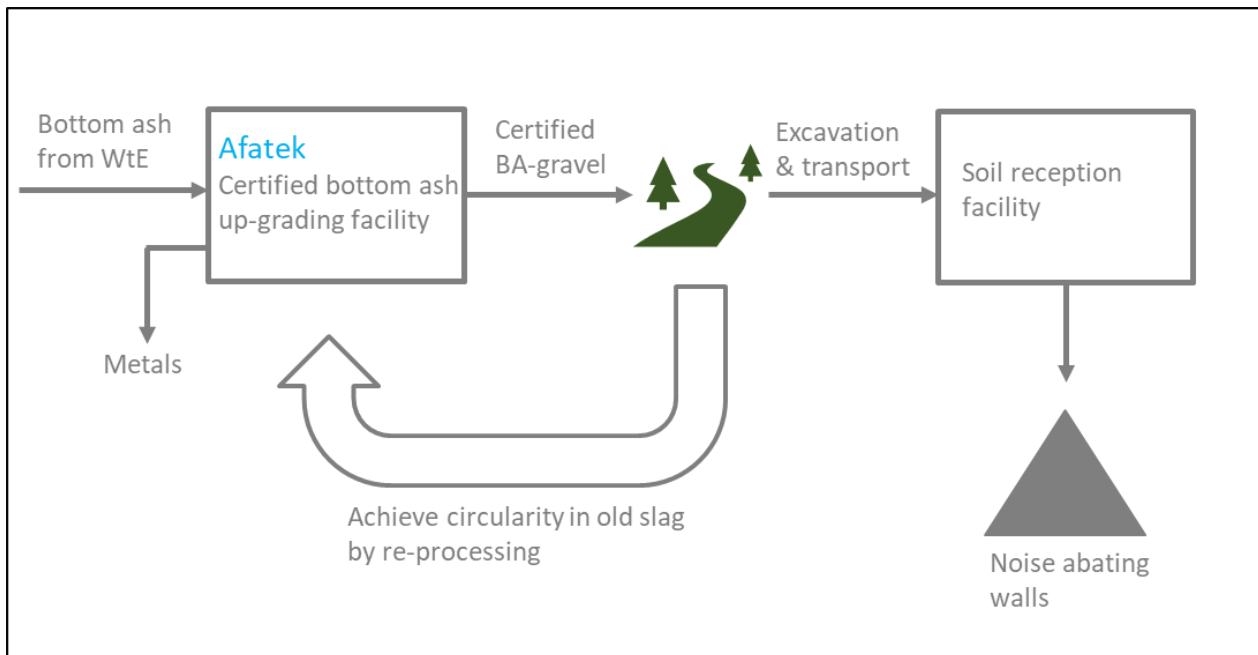 Bottom ash
from WtE
Afatek
Certified bottom ash
up-grading facility
Metals
Certified
BA-gravel
Excavation
& transport
Soil reception
facility
Achieve circularity in old slag
by re-processing
Noise abating
walls